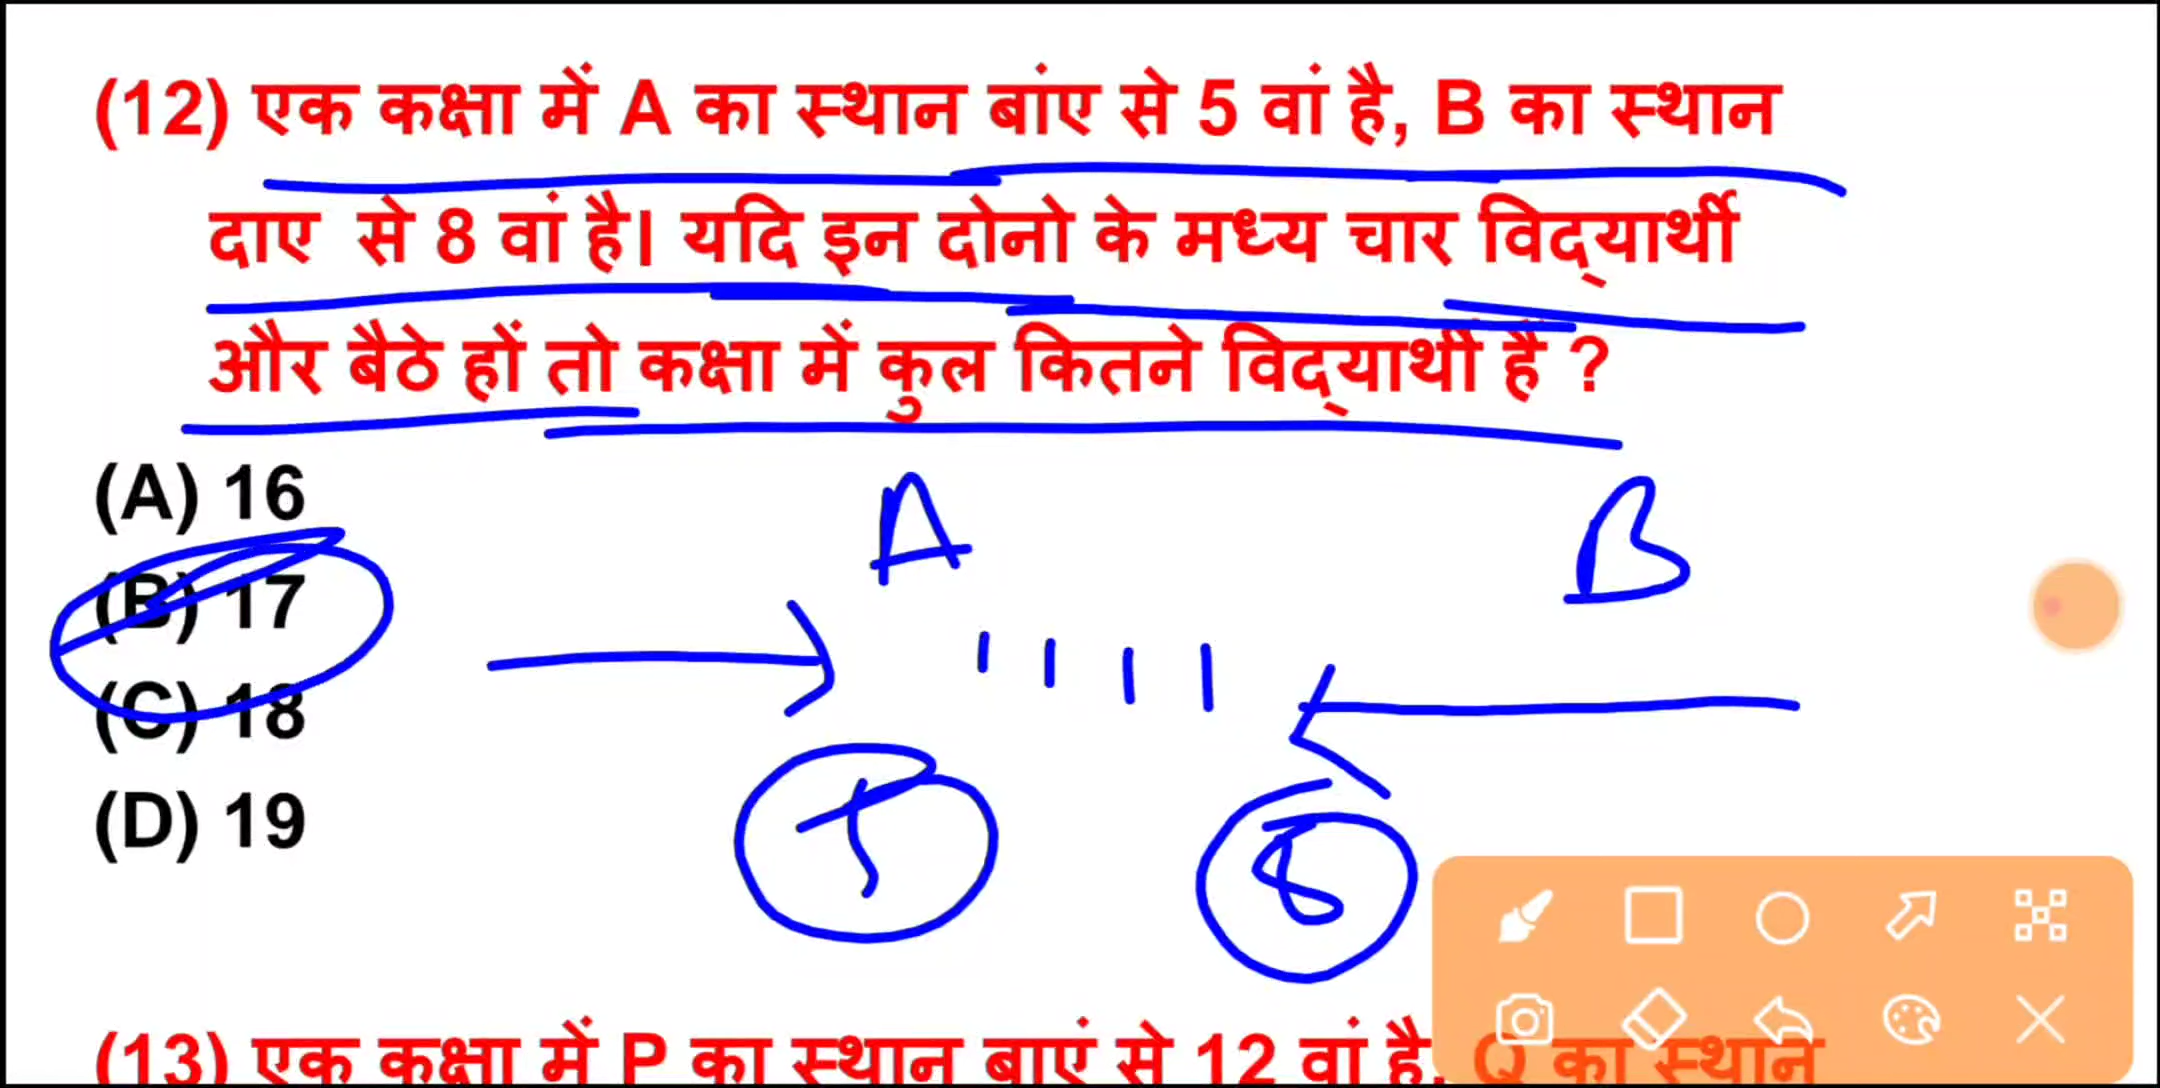 (12) एक कक्षा में A का स्थान बांए से 5 वां है, B का स्थान
दाए से 8 वां है। यदि इन दोनो के मध्य चार विद्यार्थी
और बैठे हों तो कक्षा में कुल कितने विद्यार्थी है ?
(A) 16
(B) 17
(C) 18
(D) 19
A B
5 8
(13) एक कक्षा में P का स्थान बाएं से 12 वां है, Q का स्थान